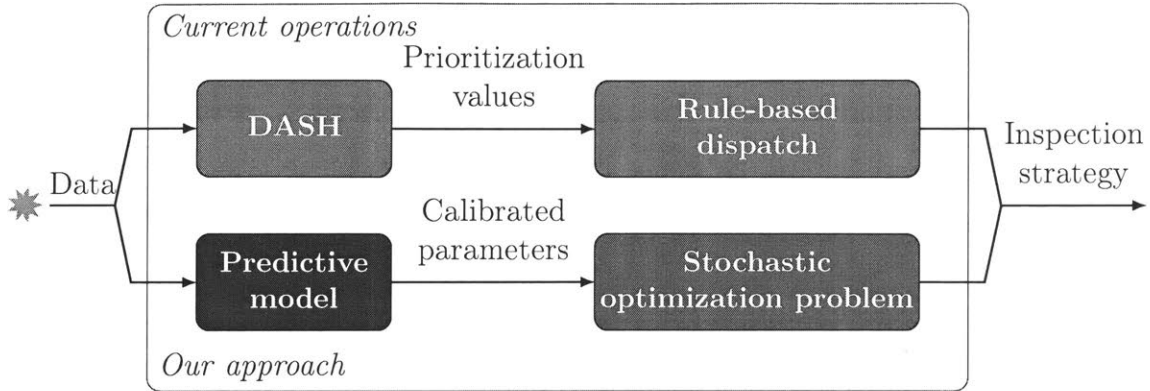 Current operations
Prioritization
values
DASH
Rule-based
dispatch
Data
Inspection
strategy
Calibrated
parameters
Predictive
model
Stochastic
optimization problem
Our approach